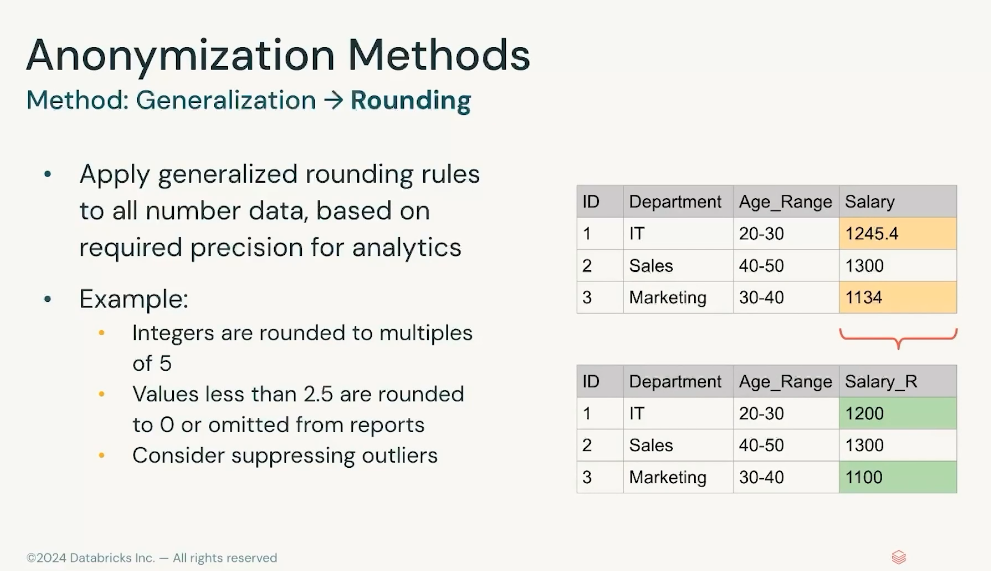 Anonymization Methods
Method: Generalization → Rounding
• Apply generalized rounding rules
to all number data, based on
required precision for analytics
• Example:
• Integers are rounded to multiples
of 5
• Values less than 2.5 are rounded
to 0 or omitted from reports
• Consider suppressing outliers
ID Department Age_Range Salary
1 IT 20-30 1245.4
2 Sales 40-50 1300
3 Marketing 30-40 1134
ID Department Age_Range Salary_R
1 IT 20-30 1200
2 Sales 40-50 1300
3 Marketing 30-40 1100
©2024 Databricks Inc. — All rights reserved